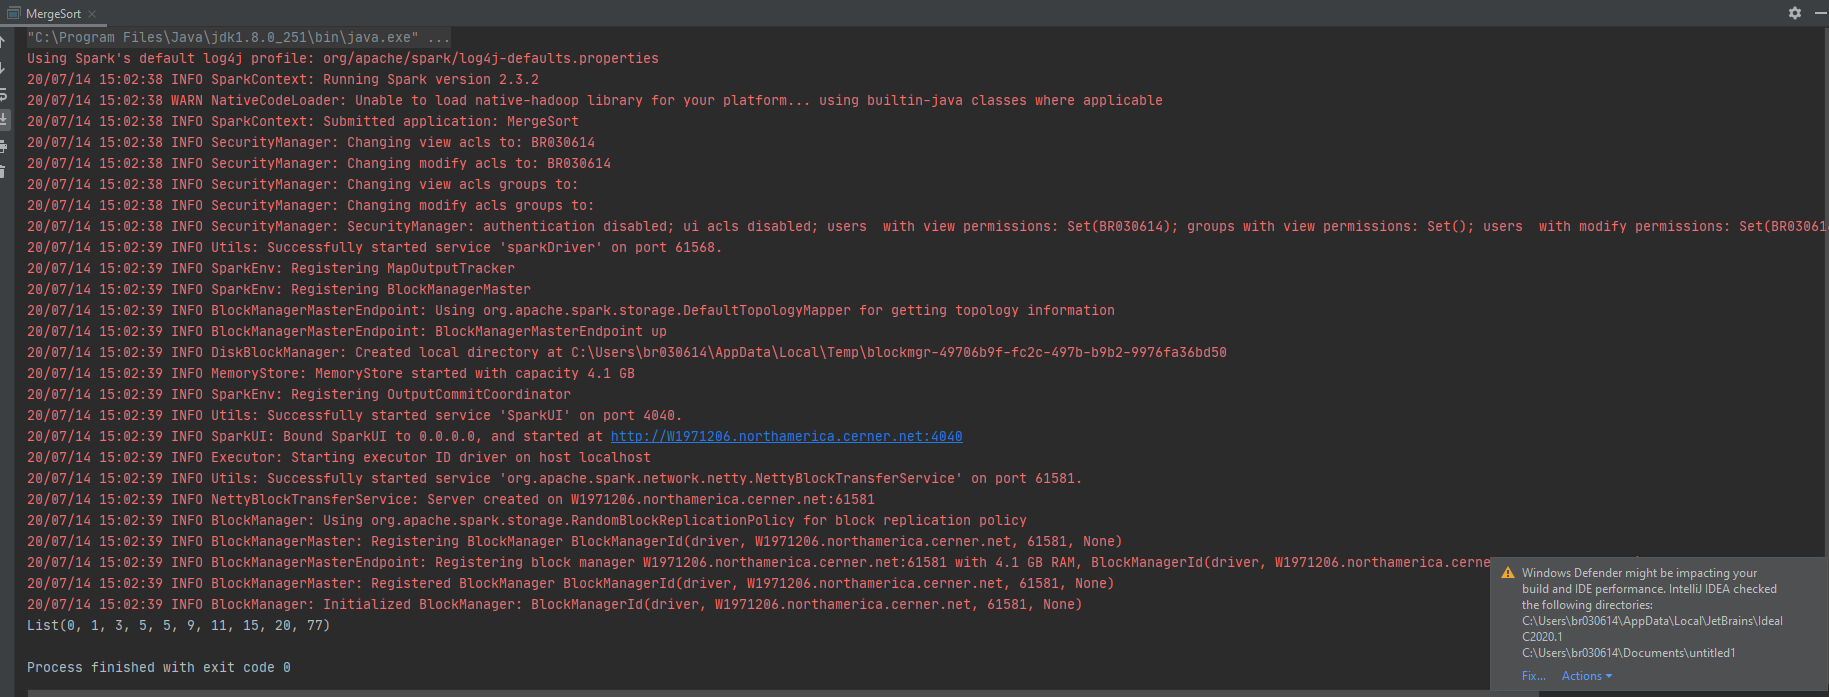 MergeSort
"C:\Program Files\Java\jdk1.8.0_251\bin\java.exe" ...
Using Spark's default log4j profile: org/apache/spark/log4j-defaults.properties
20/07/14 15:02:38 INFO SparkContext: Running Spark version 2.3.2
20/07/14 15:02:38 WARN NativeCodeLoader: Unable to load native-hadoop library for your platform... using builtin-java classes where applicable
20/07/14 15:02:38 INFO SparkContext: Submitted application: MergeSort
20/07/14 15:02:38 INFO SecurityManager: Changing view acls to: BR030614
20/07/14 15:02:38 INFO SecurityManager: Changing modify acls to: BR030614
20/07/14 15:02:38 INFO SecurityManager: Changing view acls groups to:
20/07/14 15:02:38 INFO SecurityManager: Changing modify acls groups to:
20/07/14 15:02:38 INFO SecurityManager: SecurityManager: authentication disabled; ui acls disabled; users  with view permissions: Set(BR030614); groups with view permissions: Set(); users  with modify permissions: Set(BR03061
20/07/14 15:02:39 INFO Utils: Successfully started service 'sparkDriver' on port 61568.
20/07/14 15:02:39 INFO SparkEnv: Registering MapOutputTracker
20/07/14 15:02:39 INFO SparkEnv: Registering BlockManagerMaster
20/07/14 15:02:39 INFO BlockManagerMasterEndpoint: Using org.apache.spark.storage.DefaultTopologyMapper for getting topology information
20/07/14 15:02:39 INFO BlockManagerMasterEndpoint: BlockManagerMasterEndpoint up
20/07/14 15:02:39 INFO DiskBlockManager: Created local directory at C:\Users\br030614\AppData\Local\Temp\blockmgr-49706b9f-fc2c-497b-b9b2-9976fa36bd50
20/07/14 15:02:39 INFO MemoryStore: MemoryStore started with capacity 4.1 GB
20/07/14 15:02:39 INFO SparkEnv: Registering OutputCommitCoordinator
20/07/14 15:02:39 INFO Utils: Successfully started service 'SparkUI' on port 4040.
20/07/14 15:02:39 INFO SparkUI: Bound SparkUI to 0.0.0.0, and started at http://W1971206.northamerica.cerner.net:4040
20/07/14 15:02:39 INFO Executor: Starting executor ID driver on host localhost
20/07/14 15:02:39 INFO Utils: Successfully started service 'org.apache.spark.network.netty.NettyBlockTransferService' on port 61581.
20/07/14 15:02:39 INFO NettyBlockTransferService: Server created on W1971206.northamerica.cerner.net:61581
20/07/14 15:02:39 INFO BlockManager: Using org.apache.spark.storage.RandomBlockReplicationPolicy for block replication policy
20/07/14 15:02:39 INFO BlockManagerMaster: Registering BlockManager BlockManagerId(driver, W1971206.northamerica.cerner.net, 61581, None)
20/07/14 15:02:39 INFO BlockManagerMasterEndpoint: Registering block manager W1971206.northamerica.cerner.net:61581 with 4.1 GB RAM, BlockManagerId(driver, W1971206.northamerica.cerne
20/07/14 15:02:39 INFO BlockManagerMaster: Registered BlockManager BlockManagerId(driver, W1971206.northamerica.cerner.net, 61581, None)
20/07/14 15:02:39 INFO BlockManager: Initialized BlockManager: BlockManagerId(driver, W1971206.northamerica.cerner.net, 61581, None)
List(0, 1, 3, 5, 5, 9, 11, 15, 20, 77)
Process finished with exit code 0
Windows Defender might be impacting your
build and IDE performance. IntelliJ IDEA checked
the following directories:
C:\Users\br030614\AppData\Local\JetBrains\Ideal
C2020.1
C:\Users\br030614\Documents\untitled1
Fix... Actions